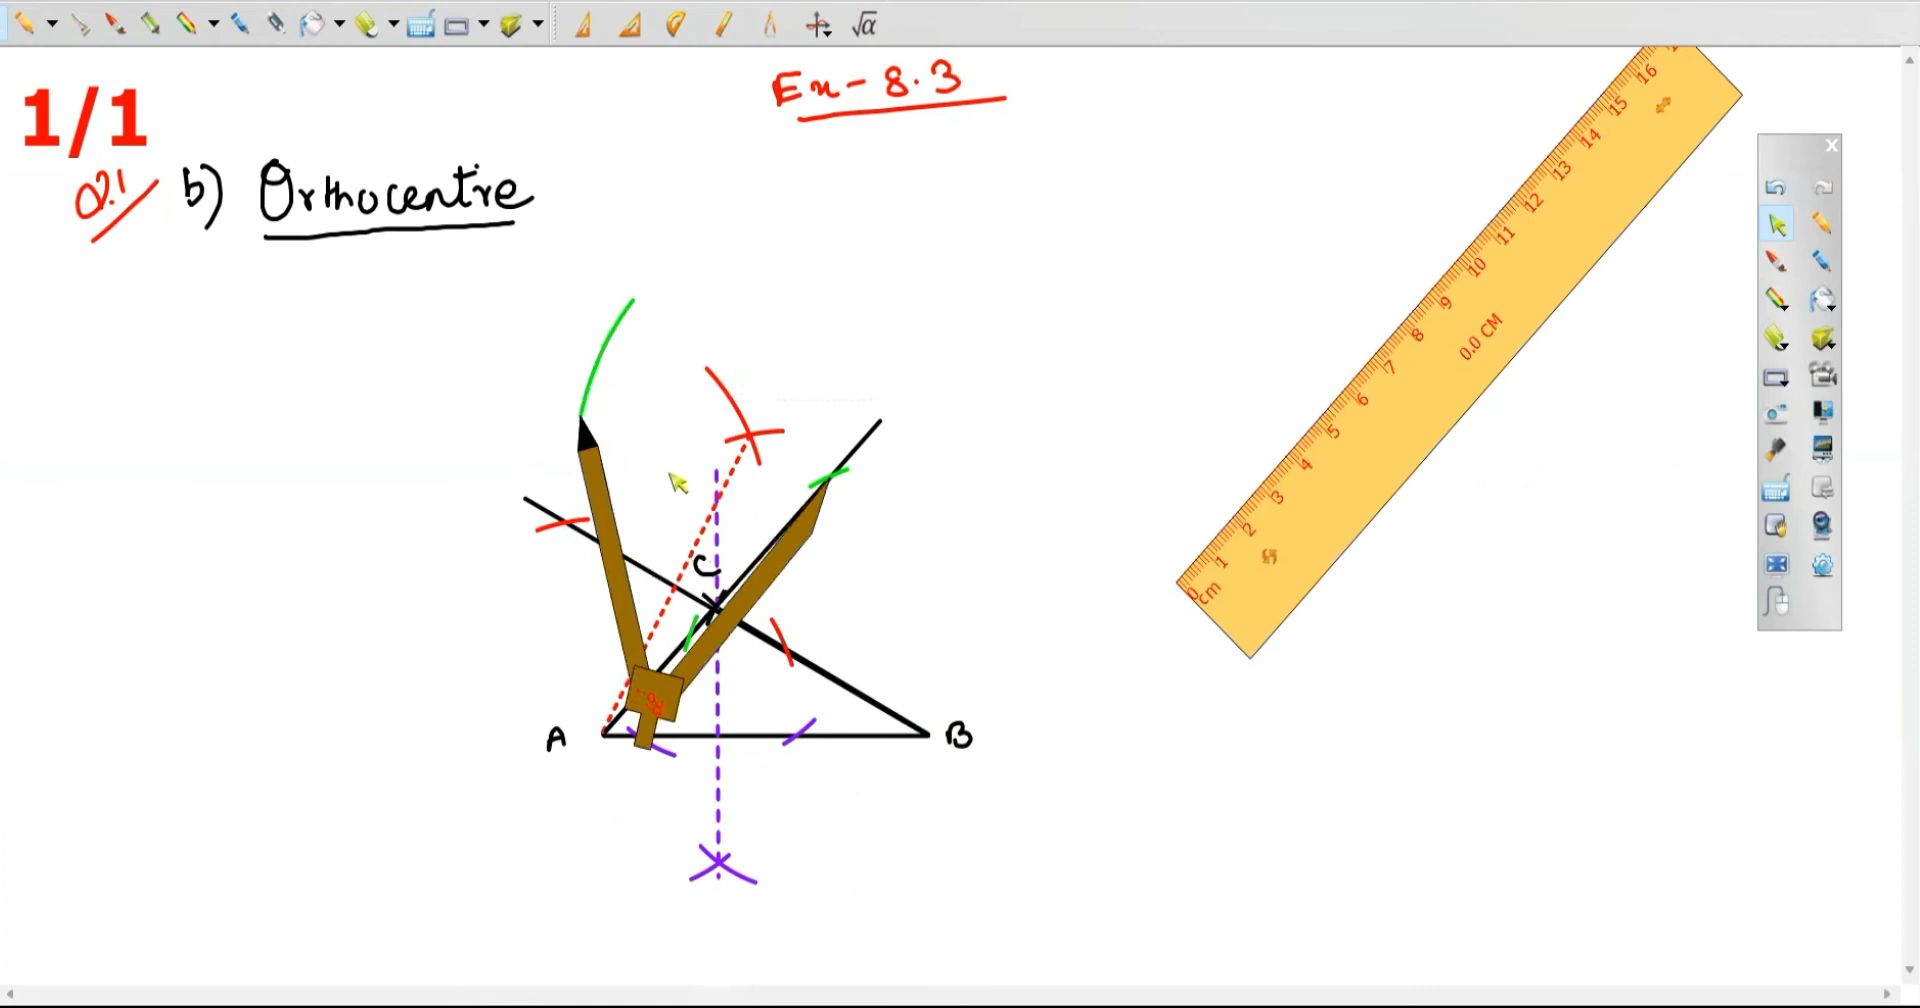 √α
Ex - 8.3
1/1
Q.1 b) Orthocentre
C
A B
0 cm 1 2 3 4 5 6 7 8 9 10 11 12 13 14 15 16
0.0 CM
X